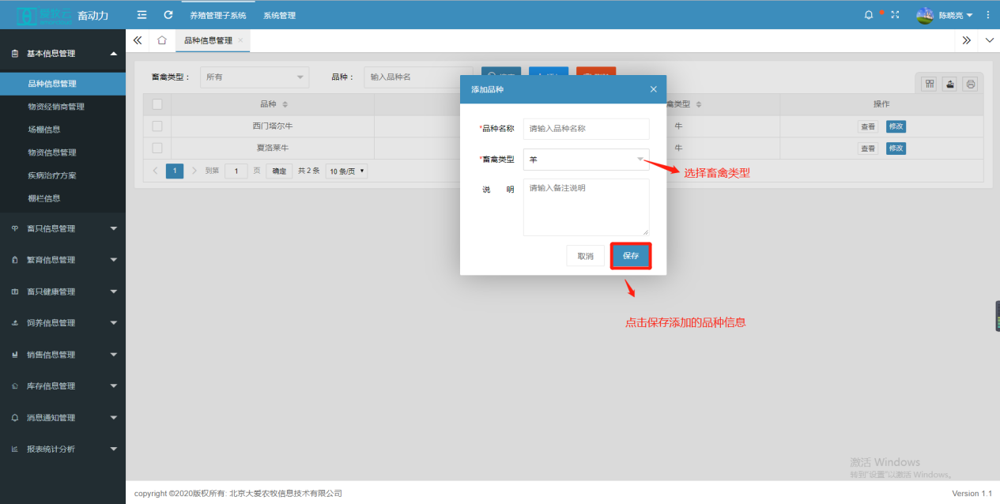 爱牧云 畜动力 养殖管理子系统 系统管理 陈晓亮
基本信息管理
品种信息管理
物资经销商管理
场棚信息
物资信息管理
疾病治疗方案
棚栏信息
畜只信息管理
繁育信息管理
畜只健康管理
饲养信息管理
销售信息管理
库存信息管理
消息通知管理
报表统计分析
品种信息管理 ×
畜禽类型： 所有 品种： 输入品种名
品种 禽类型 操作
西门塔尔牛 牛 查看 修改
夏洛莱牛 牛 查看 修改
1 到第 1 页 确定 共 2 条 10 条/页
添加品种
*品种名称 请输入品种名称
*畜禽类型 羊
说 明 请输入备注说明
取消 保存
选择畜禽类型
点击保存添加的品种信息
激活 Windows
转到"设置"以激活 Windows。
copyright ©2020版权所有: 北京大爱农牧信息技术有限公司 Version 1.1